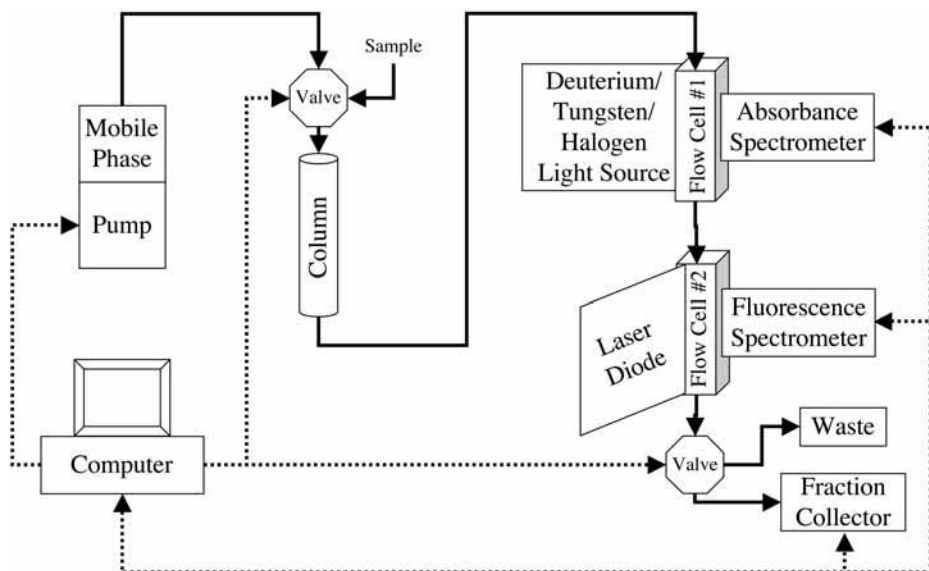 Sample
Mobile
Phase
Pump
Valve
Column
Deuterium/
Tungsten/
Halogen
Light Source
Flow Cell #1
Absorbance
Spectrometer
Laser
Diode
Flow Cell #2
Fluorescence
Spectrometer
Computer
Valve
Waste
Fraction
Collector